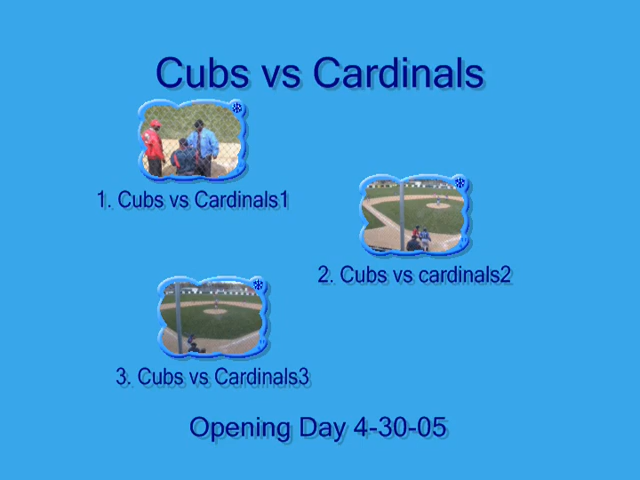 Cubs vs Cardinals
1. Cubs vs Cardinals1
2. Cubs vs cardinals2
3. Cubs vs Cardinals3
Opening Day 4-30-05